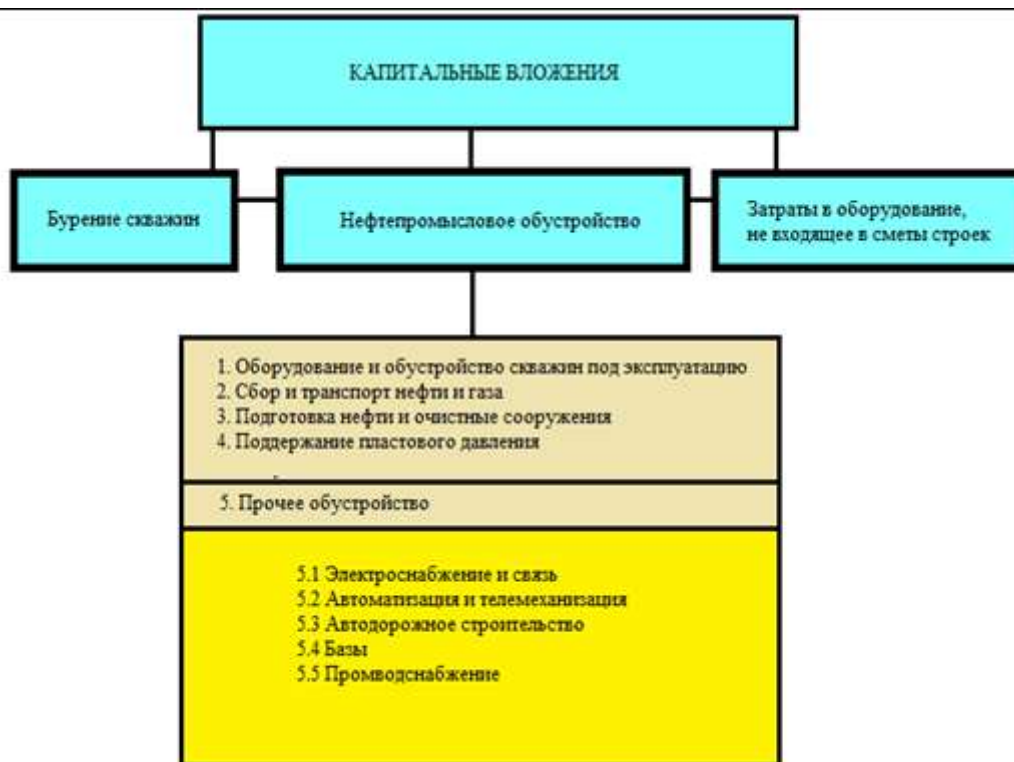 КАПИТАЛЬНЫЕ ВЛОЖЕНИЯ
Бурение скважин
Нефтепромысловое обустройство
Затраты в оборудование,
не входящее в сметы строек
1. Оборудование и обустройство скважин под эксплуатацию
2. Сбор и транспорт нефти и газа
3. Подготовка нефти и очистные сооружения
4. Поддержание пластового давления
5. Прочее обустройство
5.1 Электроснабжение и связь
5.2 Автоматизация и телемеханизация
5.3 Автодорожное строительство
5.4 Базы
5.5 Промводснабжение